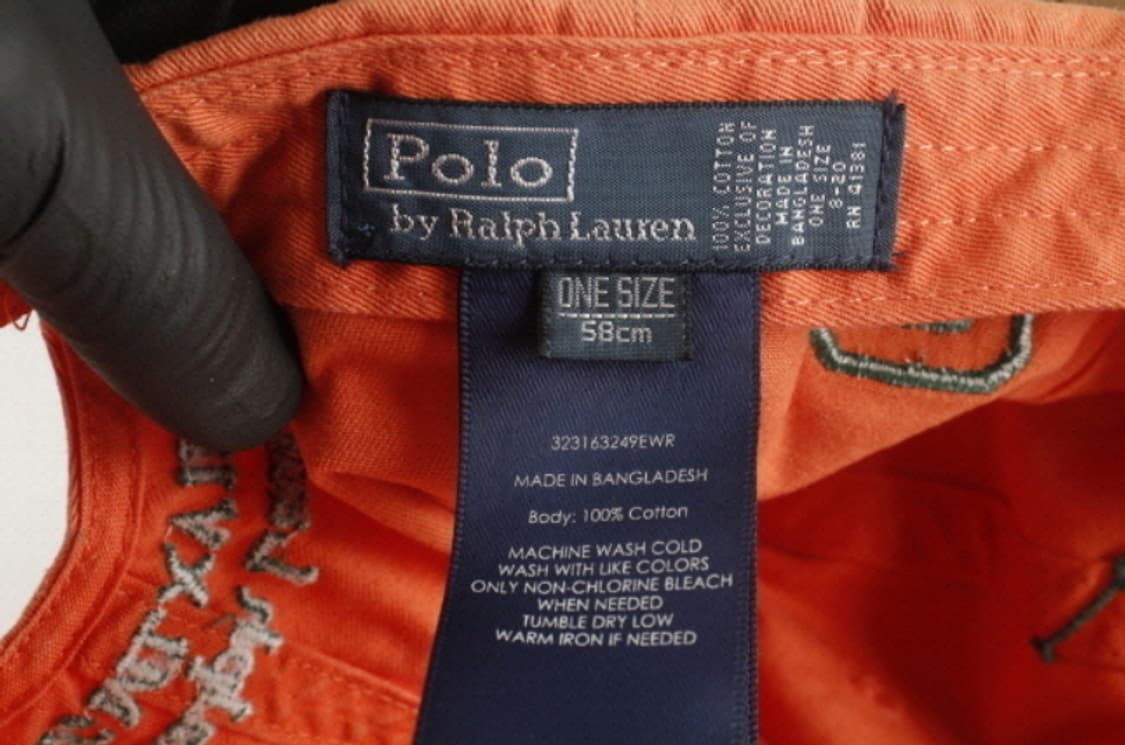 Polo
by Ralph Lauren
100% COTTON
EXCLUSIVE OF
DECORATION
MADE IN
BANGLADESH
ONE SIZE
8-20
RN 41381
ONE SIZE
58cm
323163249EWR
MADE IN BANGLADESH
Body: 100% Cotton
MACHINE WASH COLD
WASH WITH LIKE COLORS
ONLY NON-CHLORINE BLEACH
WHEN NEEDED
TUMBLE DRY LOW
WARM IRON IF NEEDED